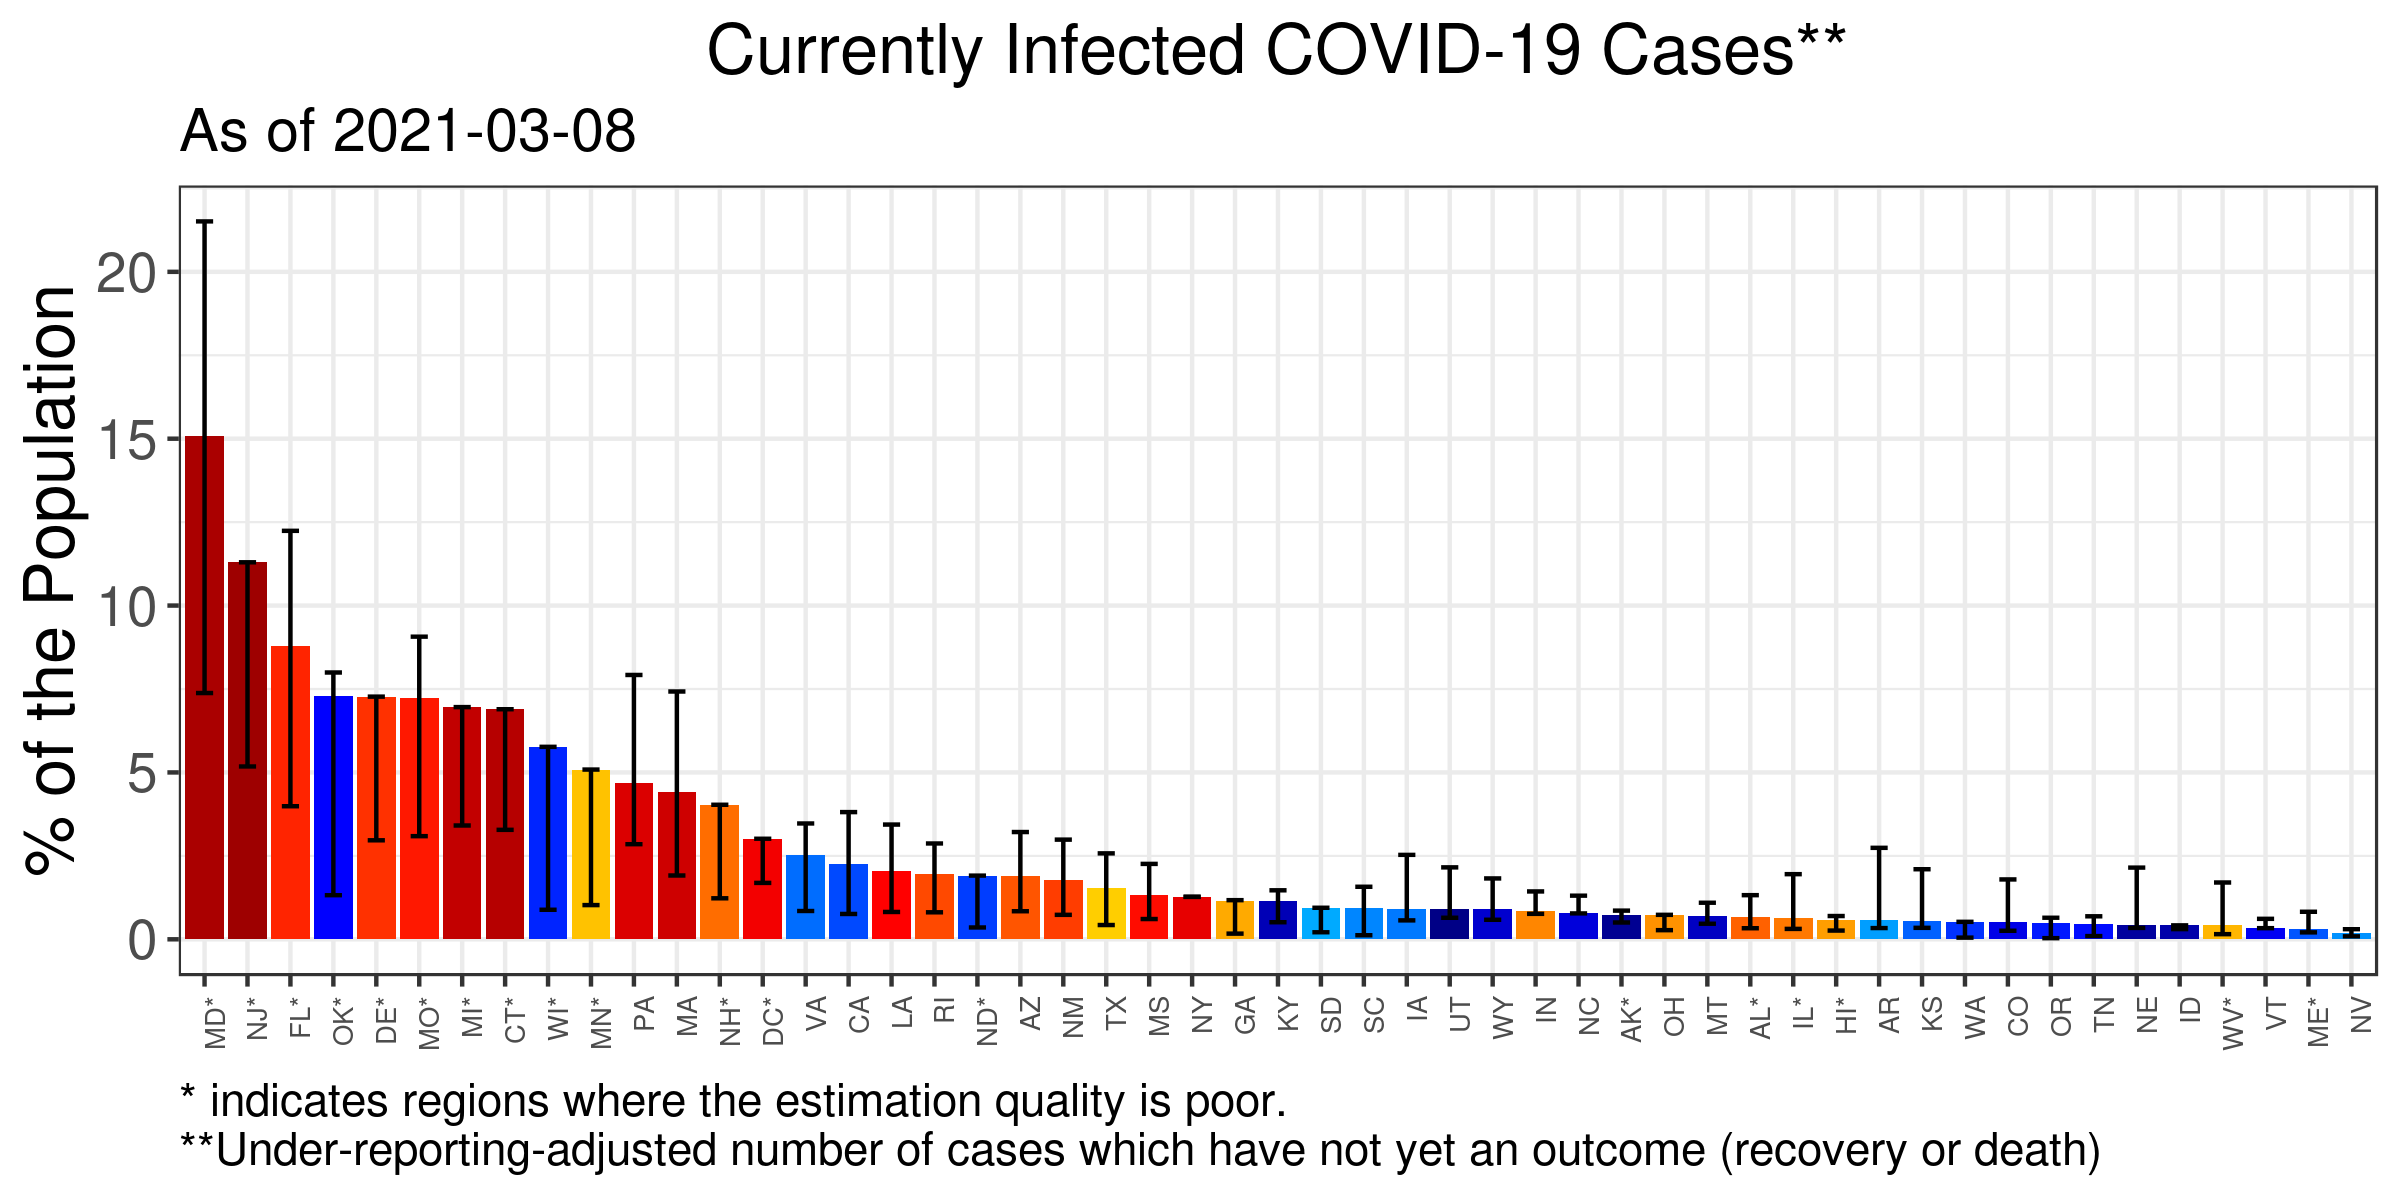 Currently Infected COVID-19 Cases**
As of 2021-03-08
% of the Population
20
15
10
5
0
MD*
NJ*
FL*
OK*
DE*
MO*
MI*
CT*
WI*
MN*
PA
MA
NH*
DC*
VA
CA
LA
RI
ND*
AZ
NM
TX
MS
NY
GA
KY
SD
SC
IA
UT
WY
IN
NC
AK*
OH
MT
AL*
IL*
HI*
AR
KS
WA
CO
OR
TN
NE
ID
WV*
VT
ME*
NV
* indicates regions where the estimation quality is poor.
**Under-reporting-adjusted number of cases which have not yet an outcome (recovery or death)